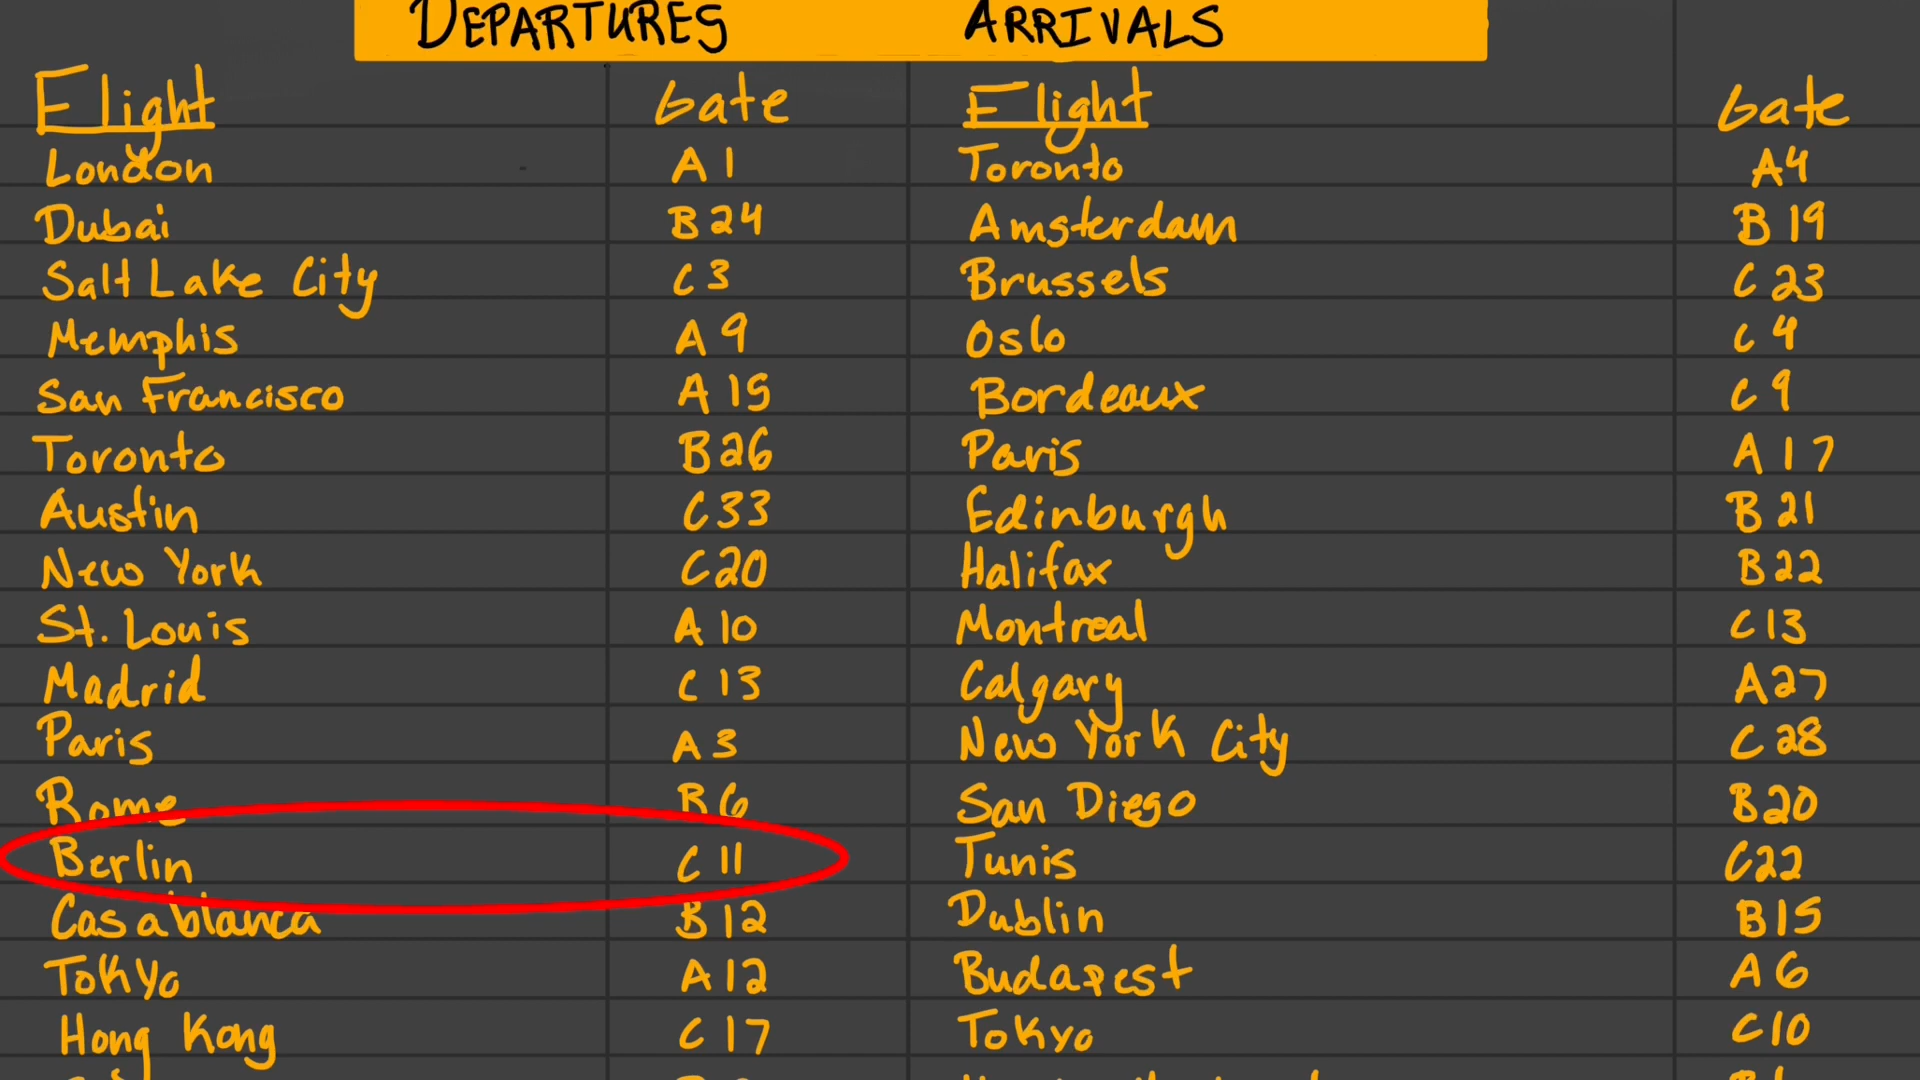 DEPARTURES ARRIVALS
Flight Gate Flight Gate
London A1 Toronto A4
Dubai B24 Amsterdam B19
Salt Lake City C3 Brussels C23
Memphis A9 Oslo C4
San Francisco A15 Bordeaux C9
Toronto B26 Paris A17
Austin C33 Edinburgh B21
New York C20 Halifax B22
St. Louis A10 Montreal C13
Madrid C13 Calgary A27
Paris A3 New York City C28
Rome B6 San Diego B20
Berlin C11 Tunis C22
Casablanca B12 Dublin B15
Tokyo A12 Budapest A6
Hong Kong C17 Tokyo C10